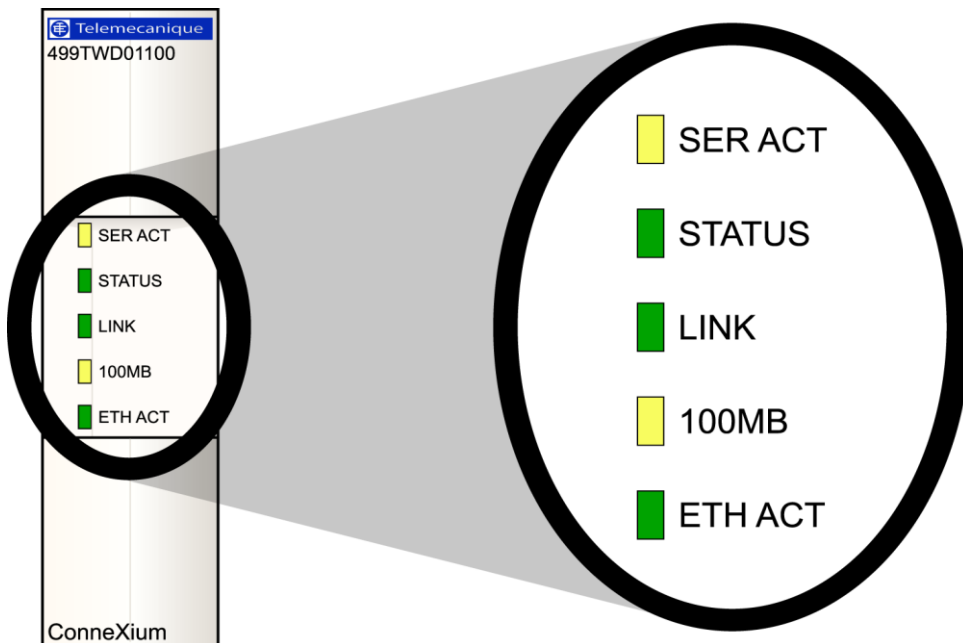 Telemecanique
499TWD01100
SER ACT
STATUS
LINK
100MB
ETH ACT
ConneXium
SER ACT
STATUS
LINK
100MB
ETH ACT